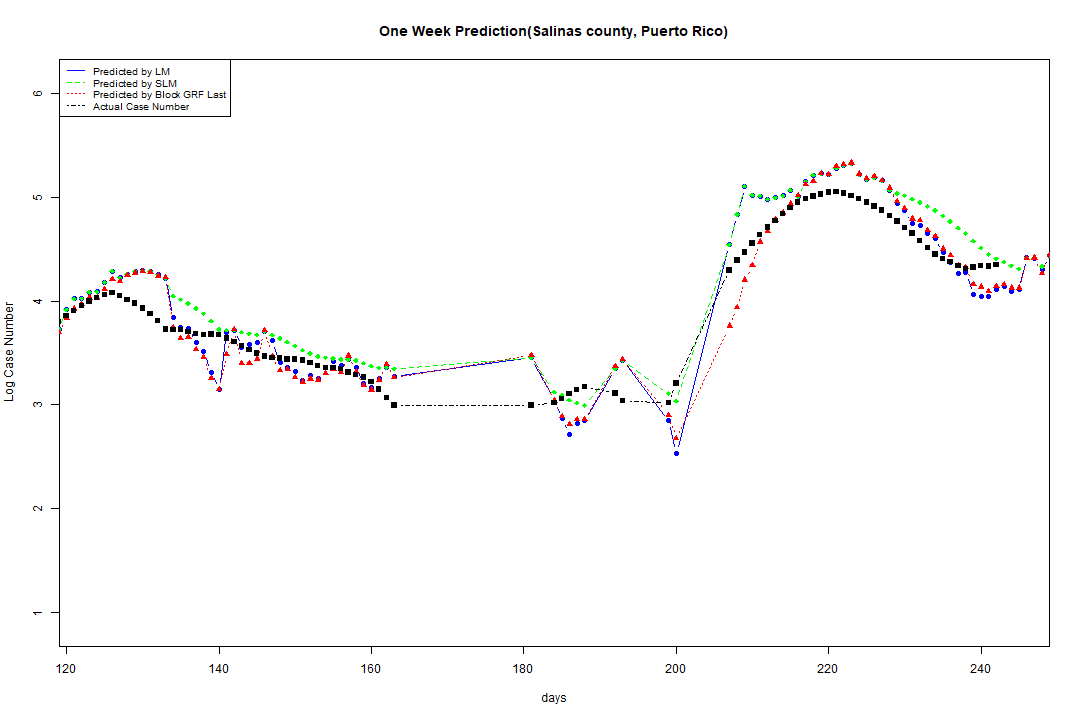 One Week Prediction(Salinas county, Puerto Rico)
Predicted by LM
Predicted by SLM
Predicted by Block GRF Last
Actual Case Number
6
5
4
3
2
1
Log Case Number
120 140 160 180 200 220 240
days